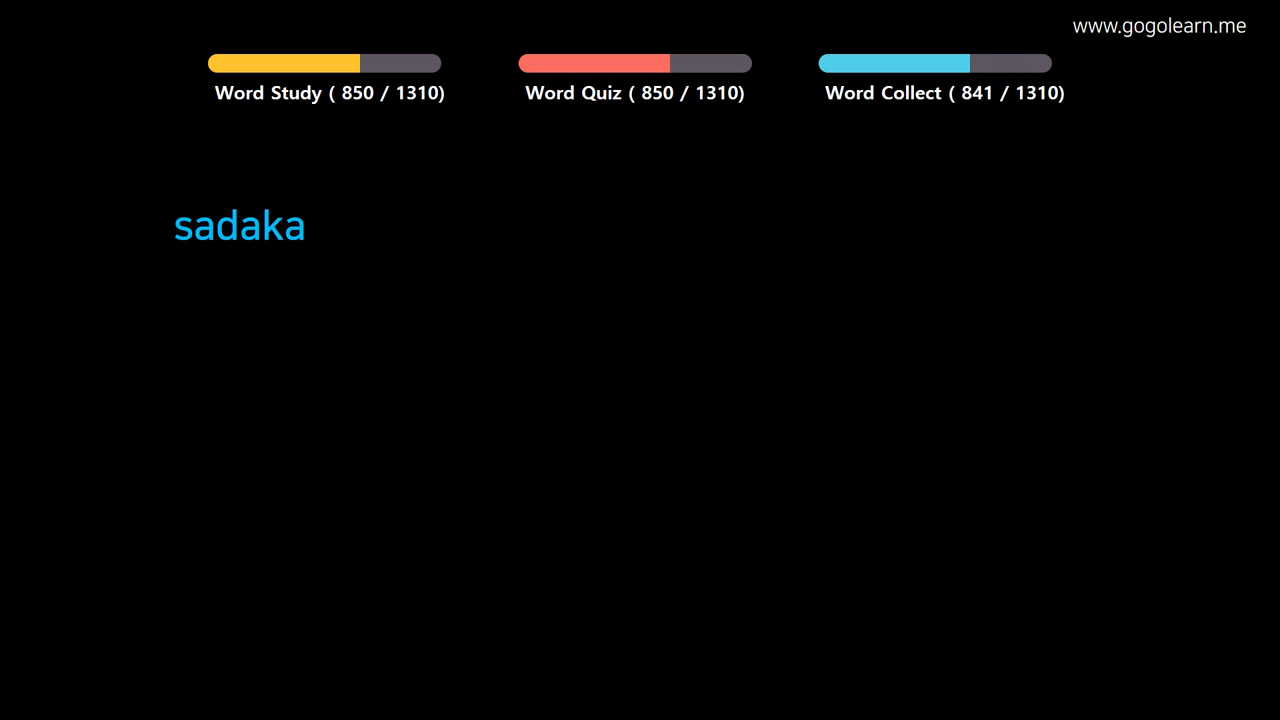 www.gogolearn.me
Word Study ( 850 / 1310)
Word Quiz ( 850 / 1310)
Word Collect ( 841 / 1310)
sadaka